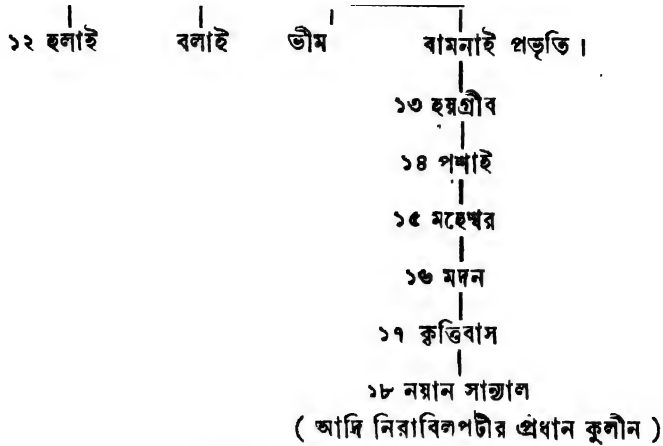 ১২ হলাই বলাই ভীম বামনাই প্রভৃতি।
১৩ হয়গ্রীব
১৪ পশাই
১৫ মহেশ্বর
১৬ মদন
১৭ কৃত্তিবাস
১৮ নয়ান সান্যাল
( আদি নিরাবিলপটীর প্রধান কুলীন )